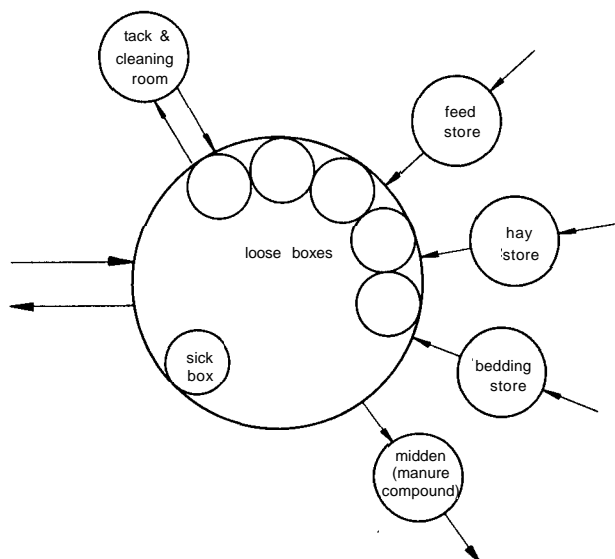 tack &
cleaning
room
feed
store
hay
store
loose boxes
sick
box
bedding
store
midden
(manure
compound)